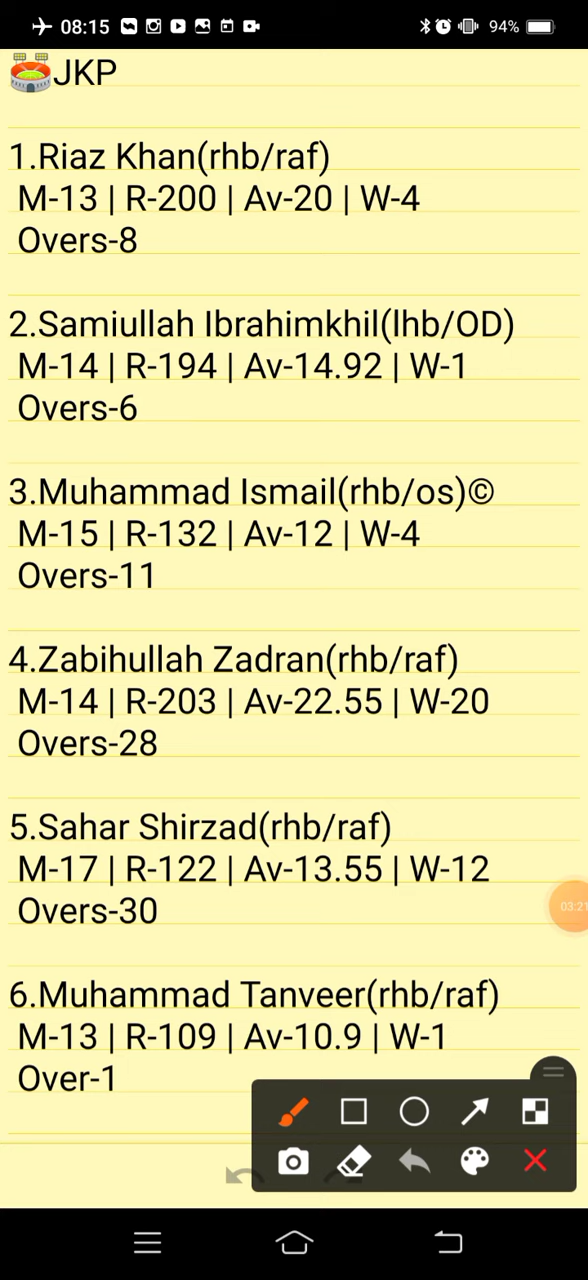 08:15
94%
JKP
1.Riaz Khan(rhb/raf)
M-13 | R-200 | Av-20 | W-4
Overs-8
2.Samiullah Ibrahimkhil(lhb/OD)
M-14 | R-194 | Av-14.92 | W-1
Overs-6
3.Muhammad Ismail(rhb/os)©
M-15 | R-132 | Av-12 | W-4
Overs-11
4.Zabihullah Zadran(rhb/raf)
M-14 | R-203 | Av-22.55 | W-20
Overs-28
5.Sahar Shirzad(rhb/raf)
M-17 | R-122 | Av-13.55 | W-12
Overs-30
03:21
6.Muhammad Tanveer(rhb/raf)
M-13 | R-109 | Av-10.9 | W-1
Over-1